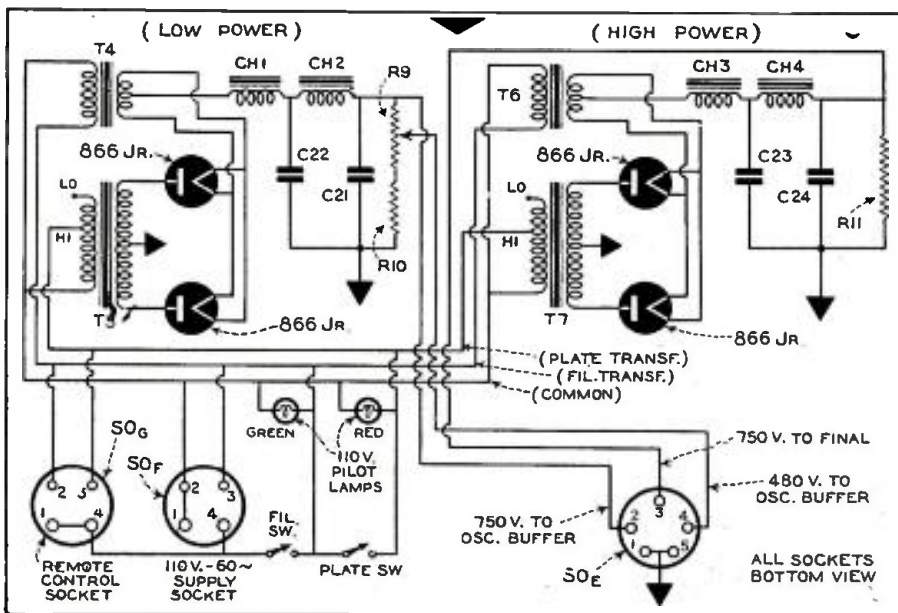 ( LOW POWER )
( HIGH POWER )
T4
CH1
CH2
R9
866 JR.
C22
C21
LO
HI
R10
T5
866 JR
CH3
CH4
T6
866 JR.
C23
C24
R11
LO
HI
T7
866 JR
(PLATE TRANSF.)
(FIL. TRANSF.)
(COMMON)
GREEN
RED
110 V.
PILOT
LAMPS
SOG
2 3
1 4
REMOTE
CONTROL
SOCKET
SOF
2 3
1 4
110 V. - 60~
SUPPLY
SOCKET
FIL.
SW.
PLATE SW
750 V. TO FINAL
480 V. TO
OSC. BUFFER
750 V. TO
OSC. BUFFER
3
2 4
1 5
SOE
ALL SOCKETS
BOTTOM VIEW